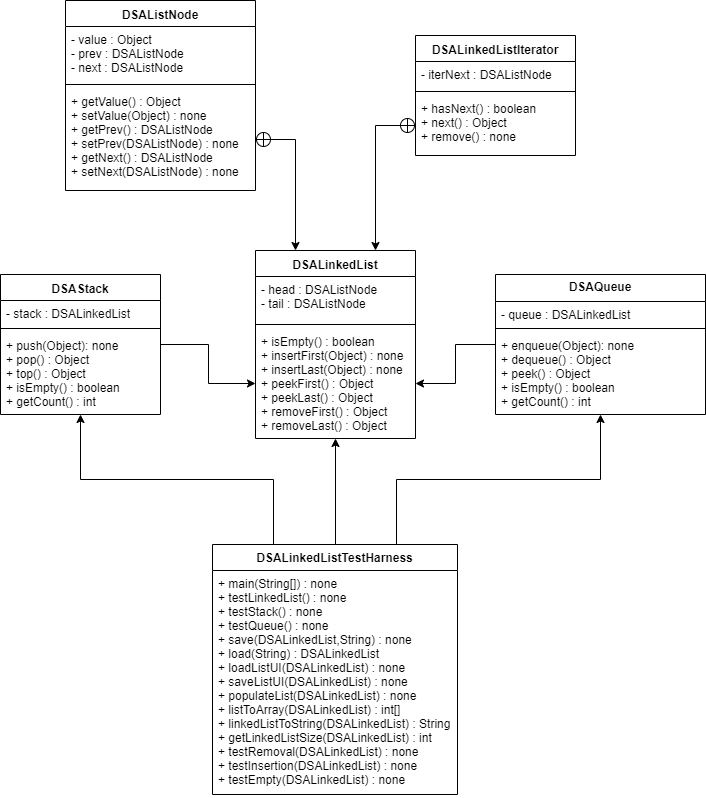 DSAListNode
- value : Object
- prev : DSAListNode
- next : DSAListNode
+ getValue() : Object
+ setValue(Object) : none
+ getPrev() : DSAListNode
+ setPrev(DSAListNode) : none
+ getNext() : DSAListNode
+ setNext(DSAListNode) : none
DSALinkedListIterator
- iterNext : DSAListNode
+ hasNext() : boolean
+ next() : Object
+ remove() : none
DSAStack
- stack : DSALinkedList
+ push(Object): none
+ pop() : Object
+ top() : Object
+ isEmpty() : boolean
+ getCount() : int
DSALinkedList
- head : DSAListNode
- tail : DSAListNode
+ isEmpty() : boolean
+ insertFirst(Object) : none
+ insertLast(Object) : none
+ peekFirst() : Object
+ peekLast() : Object
+ removeFirst() : Object
+ removeLast() : Object
DSAQueue
- queue : DSALinkedList
+ enqueue(Object): none
+ dequeue() : Object
+ peek() : Object
+ isEmpty() : boolean
+ getCount() : int
DSALinkedListTestHarness
+ main(String[]) : none
+ testLinkedList() : none
+ testStack() : none
+ testQueue() : none
+ save(DSALinkedList,String) : none
+ load(String) : DSALinkedList
+ loadListUI(DSALinkedList) : none
+ saveListUI(DSALinkedList) : none
+ populateList(DSALinkedList) : none
+ listToArray(DSALinkedList) : int[]
+ linkedListToString(DSALinkedList) : String
+ getLinkedListSize(DSALinkedList) : int
+ testRemoval(DSALinkedList) : none
+ testInsertion(DSALinkedList) : none
+ testEmpty(DSALinkedList) : none